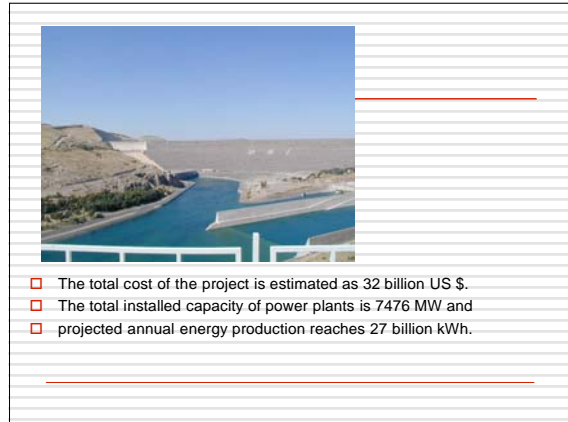 The total cost of the project is estimated as 32 billion US $.
The total installed capacity of power plants is 7476 MW and
projected annual energy production reaches 27 billion kWh.